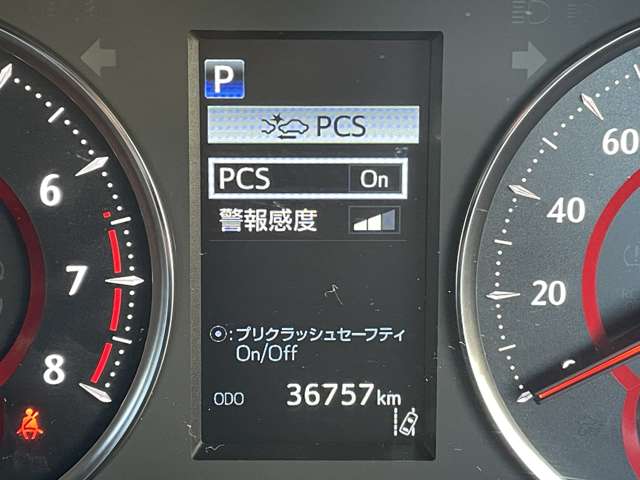 P
PCS
PCS On
警報感度
:プリクラッシュセーフティ
On/Off
ODO 36757km
6
7
8
60
40
20